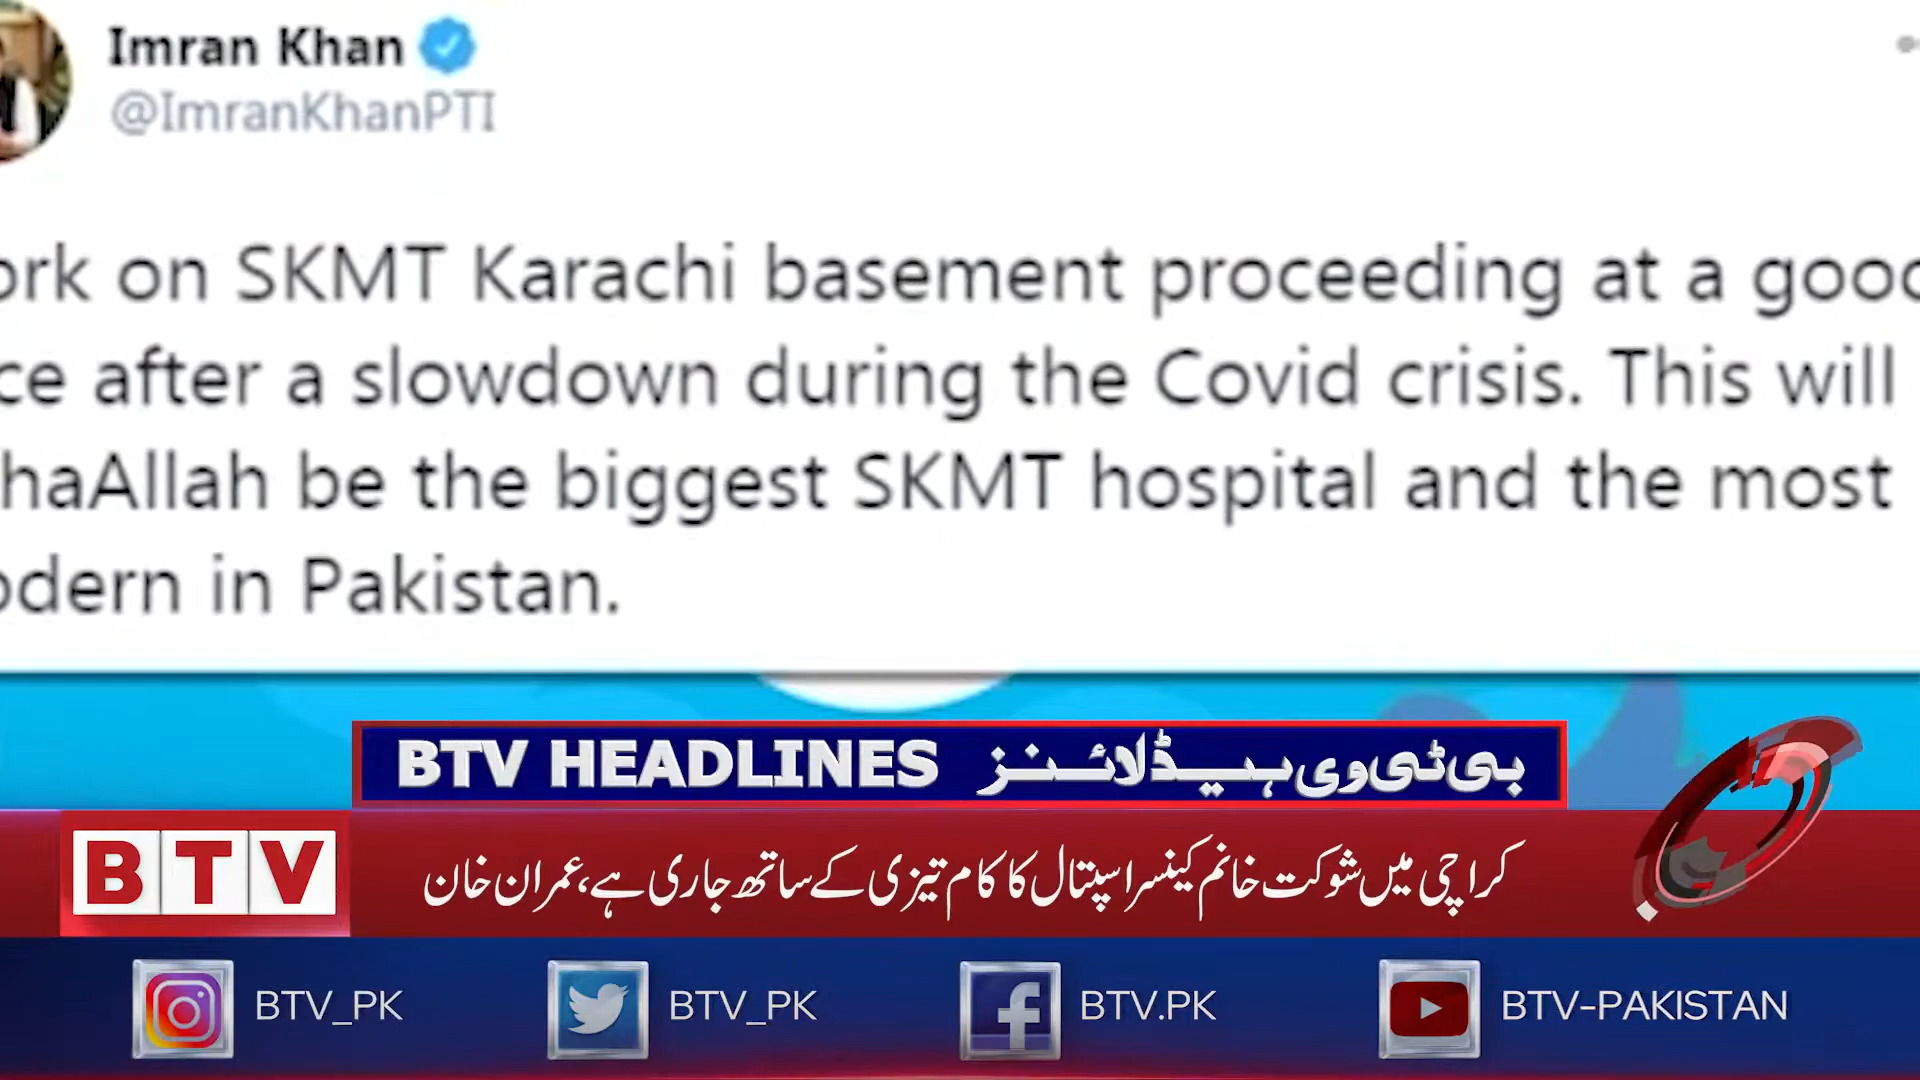 Imran Khan
@ImranKhanPTI
ork on SKMT Karachi basement proceeding at a good
ce after a slowdown during the Covid crisis. This will
haAllah be the biggest SKMT hospital and the most
odern in Pakistan.
BTV HEADLINES بی ٹی وی ہیڈلائنز
BTV
کراچی میں شوکت خانم کینسر اسپتال کا کام تیزی کے ساتھ جاری ہے، عمران خان
BTV_PK BTV_PK BTV.PK BTV-PAKISTAN